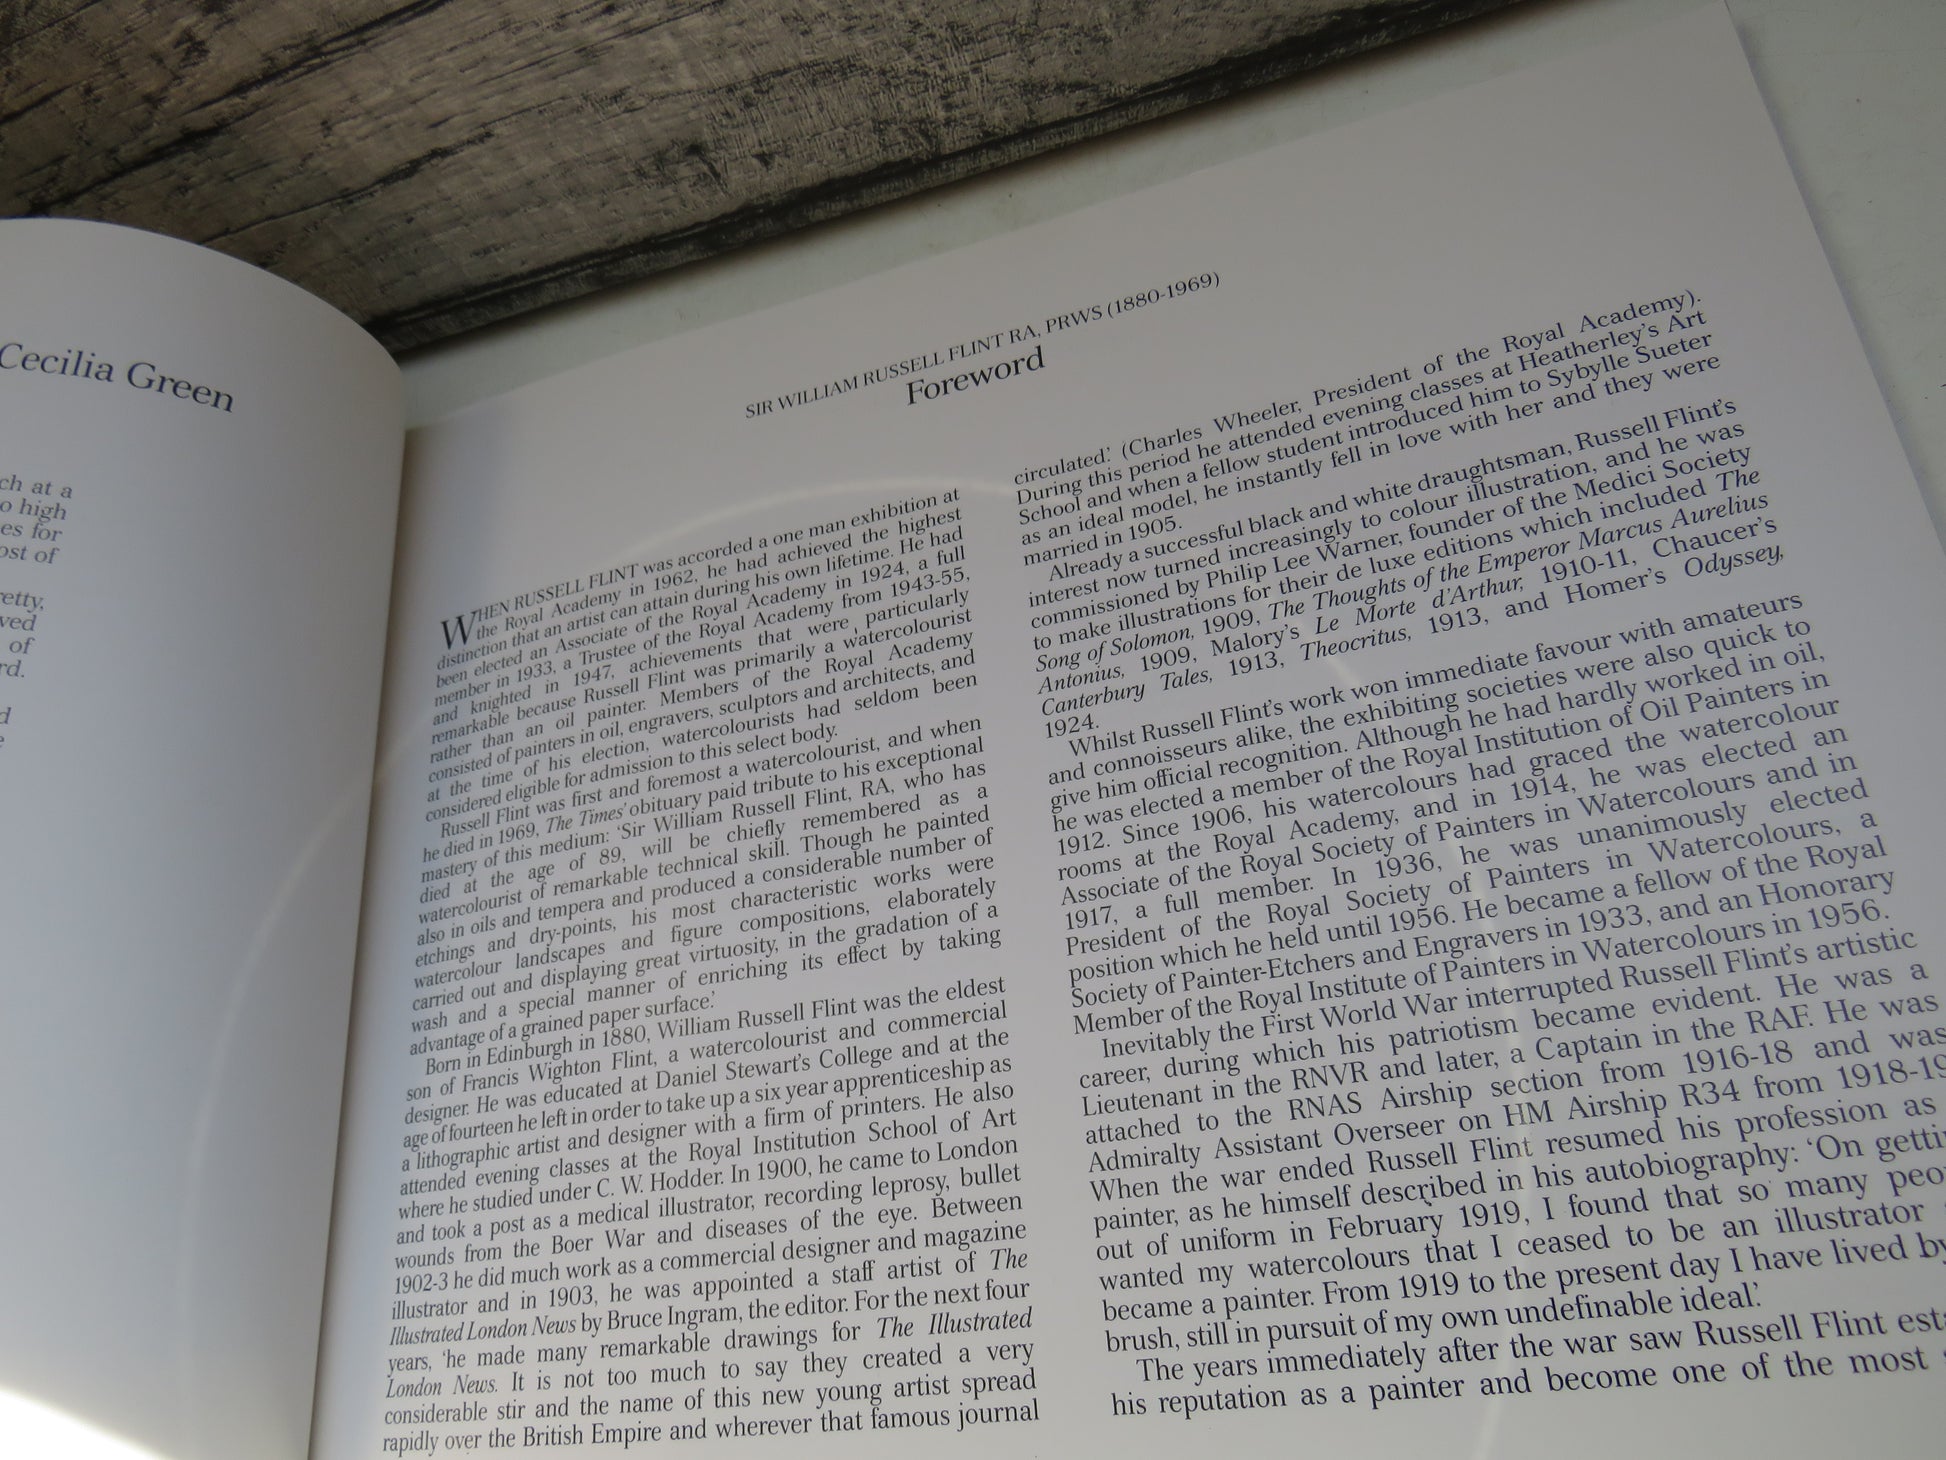 Cecilia Green
ch at a
o high
es for
ost of
retty,
ved
of
rd.
d
SIR WILLIAM RUSSELL FLINT RA, PRWS (1880-1969)
Foreword
WHEN RUSSELL FLINT was accorded a one man exhibition at
the Royal Academy in 1962, he had achieved the highest
distinction that an artist can attain during his own lifetime. He had
been elected an Associate of the Royal Academy in 1924, a full
member in 1933, a Trustee of the Royal Academy from 1943-55,
and knighted in 1947, achievements that were particularly
remarkable because Russell Flint was primarily a watercolourist
rather than an oil painter. Members of the Royal Academy
consisted of painters in oil, engravers, sculptors and architects, and
at the time of his election, watercolourists had seldom been
considered eligible for admission to this select body.
Russell Flint was first and foremost a watercolourist, and when
he died in 1969, The Times' obituary paid tribute to his exceptional
mastery of this medium: 'Sir William Russell Flint, RA, who has
died at the age of 89, will be chiefly remembered as a
watercolourist of remarkable technical skill. Though he painted
also in oils and tempera and produced a considerable number of
etchings and dry-points, his most characteristic works were
watercolour landscapes and figure compositions, elaborately
carried out and displaying great virtuosity, in the gradation of a
wash and a special manner of enriching its effect by taking
advantage of a grained paper surface.'
Born in Edinburgh in 1880, William Russell Flint was the eldest
son of Francis Wighton Flint, a watercolourist and commercial
designer. He was educated at Daniel Stewart's College and at the
age of fourteen he left in order to take up a six year apprenticeship as
a lithographic artist and designer with a firm of printers. He also
attended evening classes at the Royal Institution School of Art
where he studied under C. W. Hodder. In 1900, he came to London
and took a post as a medical illustrator, recording leprosy, bullet
wounds from the Boer War and diseases of the eye. Between
1902-3 he did much work as a commercial designer and magazine
illustrator and in 1903, he was appointed a staff artist of The
Illustrated London News by Bruce Ingram, the editor. For the next four
years, 'he made many remarkable drawings for The Illustrated
London News. It is not too much to say they created a very
considerable stir and the name of this new young artist spread
rapidly over the British Empire and wherever that famous journal
circulated.' (Charles Wheeler, President of the Royal Academy).
During this period he attended evening classes at Heatherley's Art
School and when a fellow student introduced him to Sybylle Sueter
as an ideal model, he instantly fell in love with her and they were
married in 1905.
Already a successful black and white draughtsman, Russell Flint's
interest now turned increasingly to colour illustration, and he was
commissioned by Philip Lee Warner, founder of the Medici Society
to make illustrations for their de luxe editions which included The
Song of Solomon, 1909, The Thoughts of the Emperor Marcus Aurelius
Antonius, 1909, Malory's Le Morte d'Arthur, 1910-11, Chaucer's
Canterbury Tales, 1913, Theocritus, 1913, and Homer's Odyssey,
1924.
Whilst Russell Flint's work won immediate favour with amateurs
and connoisseurs alike, the exhibiting societies were also quick to
give him official recognition. Although he had hardly worked in oil,
he was elected a member of the Royal Institution of Oil Painters in
1912. Since 1906, his watercolours had graced the watercolour
rooms at the Royal Academy, and in 1914, he was elected an
Associate of the Royal Society of Painters in Watercolours and in
1917, a full member. In 1936, he was unanimously elected
President of the Royal Society of Painters in Watercolours, a
position which he held until 1956. He became a fellow of the Royal
Society of Painter-Etchers and Engravers in 1933, and an Honorary
Member of the Royal Institute of Painters in Watercolours in 1956.
Inevitably the First World War interrupted Russell Flint's artistic
career, during which his patriotism became evident. He was a
Lieutenant in the RNVR and later, a Captain in the RAF. He was
attached to the RNAS Airship section from 1916-18 and was
Admiralty Assistant Overseer on HM Airship R34 from 1918-19
When the war ended Russell Flint resumed his profession as
painter, as he himself described in his autobiography: 'On gettin
out of uniform in February 1919, I found that so many peo
wanted my watercolours that I ceased to be an illustrator
became a painter. From 1919 to the present day I have lived by
brush, still in pursuit of my own undefinable ideal.'
The years immediately after the war saw Russell Flint esta
his reputation as a painter and become one of the most